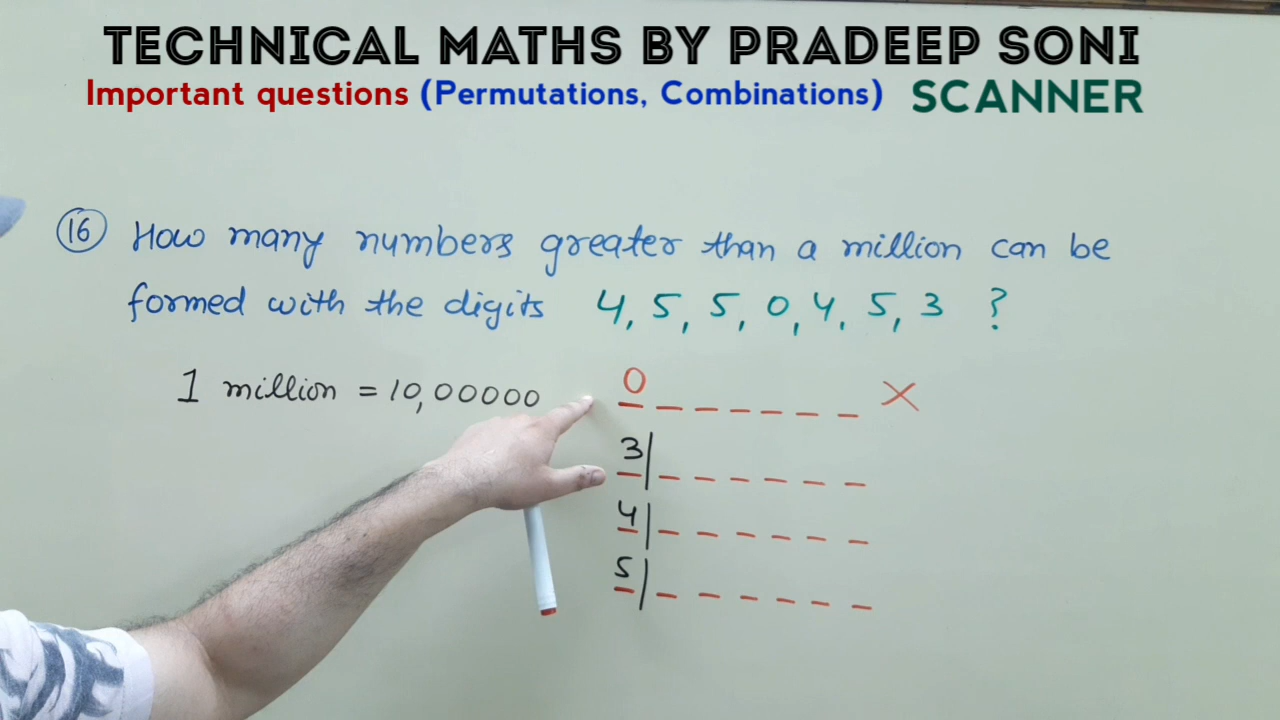 TECHNICAL MATHS BY PRADEEP SONI
Important questions (Permutations, Combinations) SCANNER
16 How many numbers greater than a million can be
formed with the digits 4, 5, 5, 0, 4, 5, 3 ?
1 million = 10,00000 0 _ _ _ _ _ _ X
3| _ _ _ _ _ _
4| _ _ _ _ _ _
5| _ _ _ _ _ _